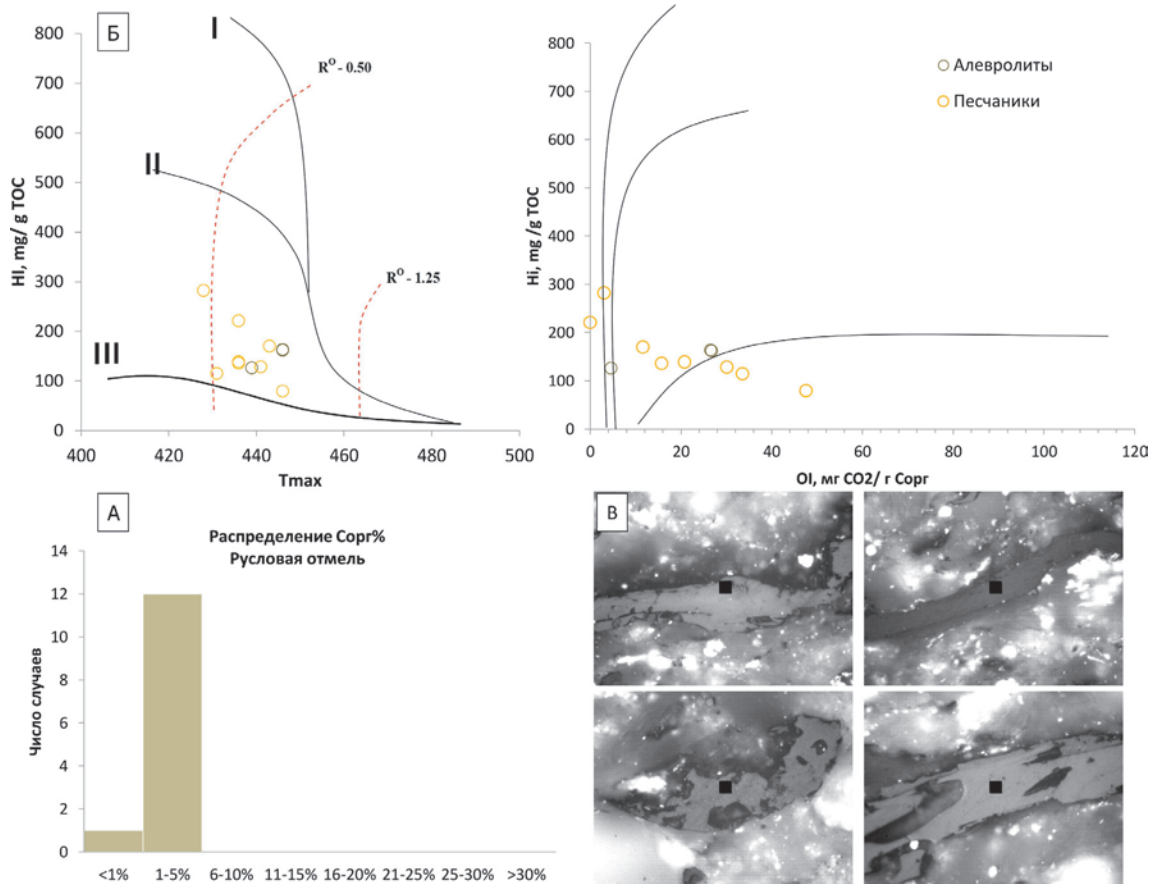 Б
I
II
III
R⁰ - 0.50
R⁰ - 1.25
HI, mg/ g TOC
800
700
600
500
400
300
200
100
0
400 420 440 460 480 500
Tmax
Алевролиты
Песчаники
Hi, mg /g TOC
800
700
600
500
400
300
200
100
0
0 20 40 60 80 100 120
OI, мг CO2/ г Сорг
А
Распределение Сорг%
Русловая отмель
Число случаев
14
12
10
8
6
4
2
0
<1% 1-5% 6-10% 11-15% 16-20% 21-25% 25-30% >30%
В